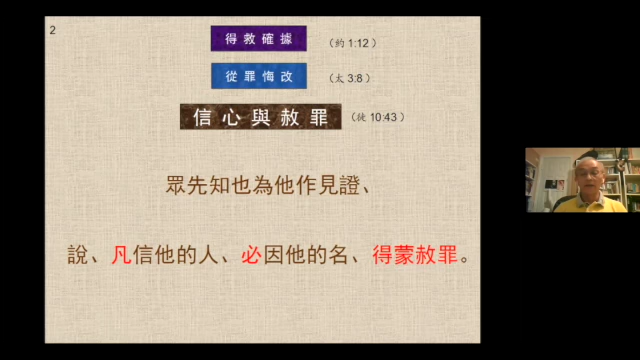 2
得救確據 (約 1:12)
從罪悔改 (太 3:8)
信心與赦罪 (徒 10:43)
眾先知也為他作見證、
說、凡信他的人、必因他的名、得蒙赦罪。